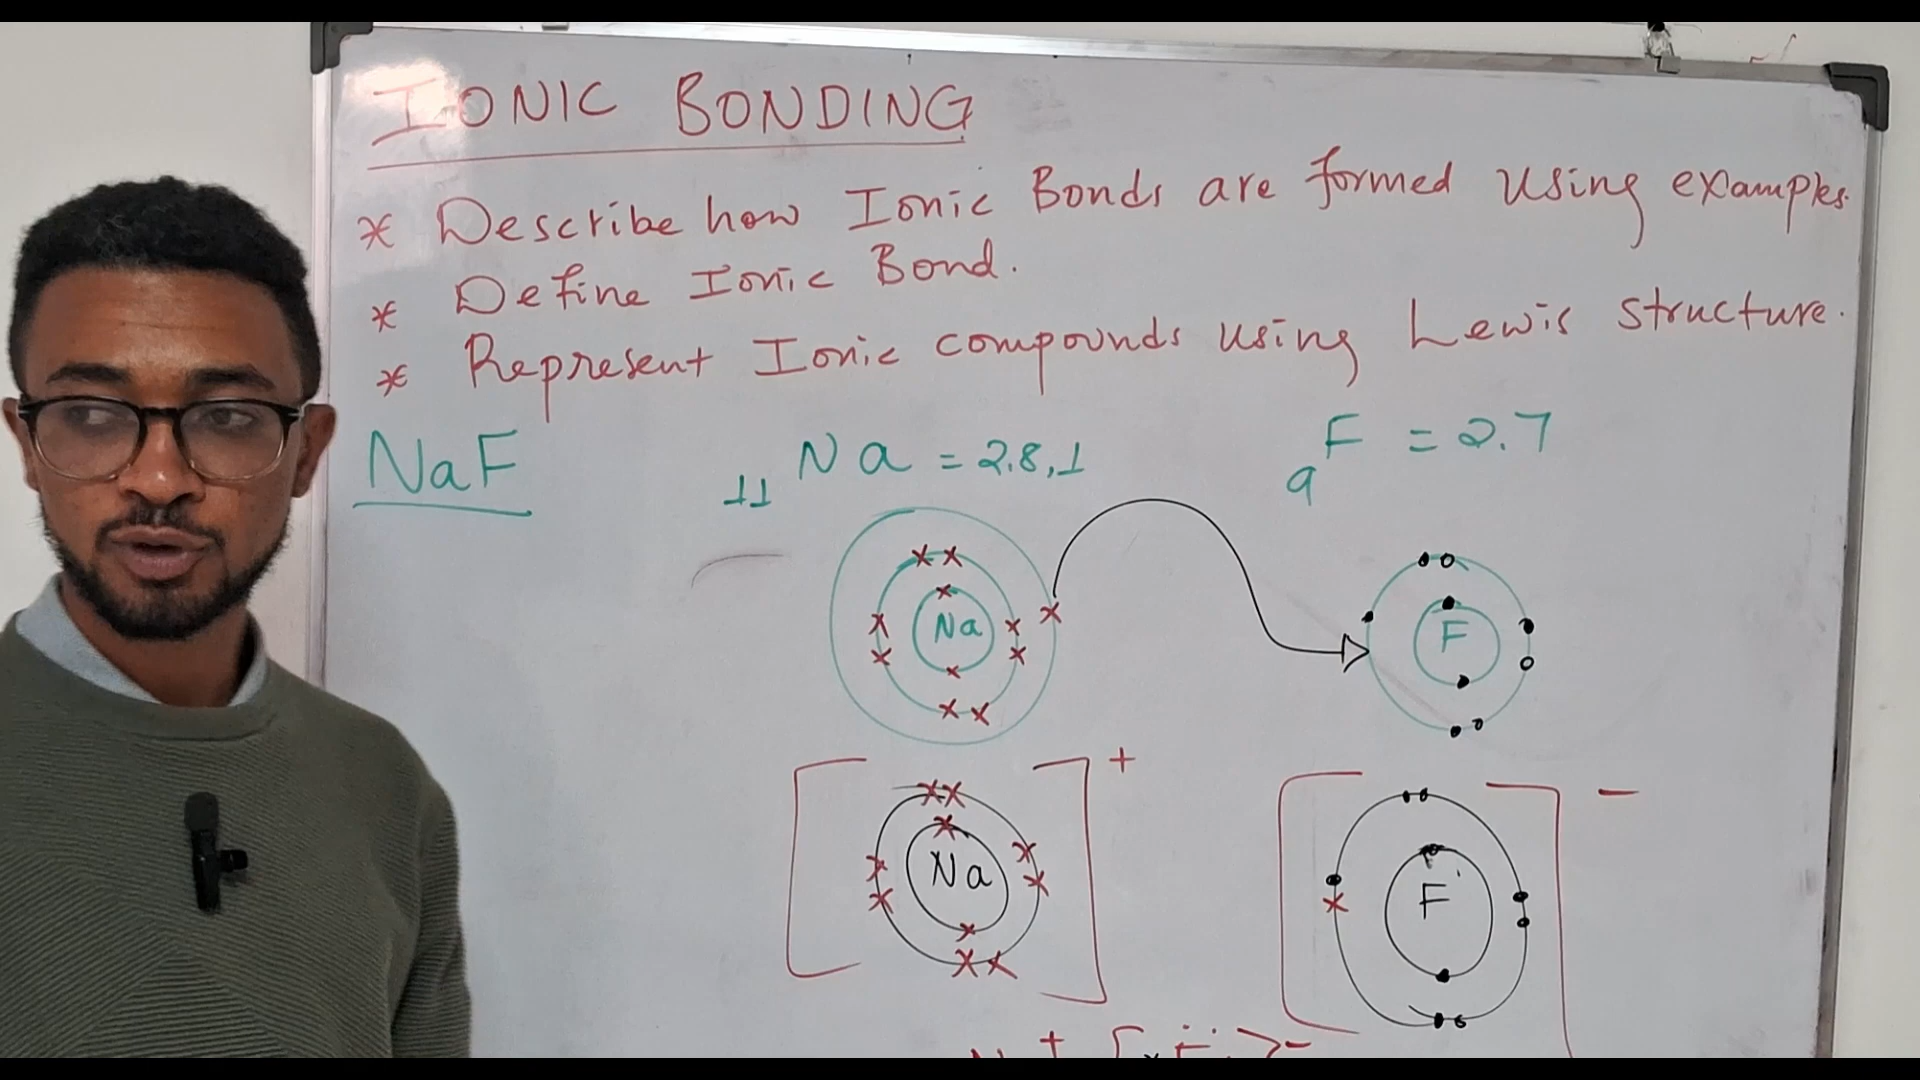 IONIC BONDING
* Describe how Ionic Bonds are formed using examples.
* Define Ionic Bond.
* Represent Ionic compounds using Lewis structure.
NaF
11 Na = 2.8,1
9 F = 2.7
Na
F
+
-
Na
F
+ [ F ] -